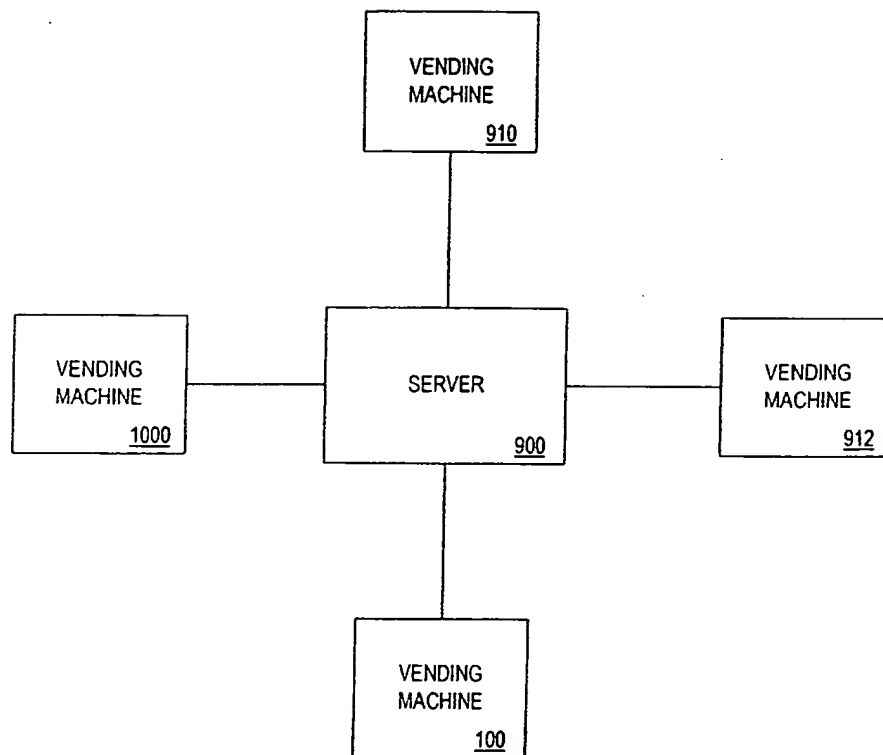 VENDING
MACHINE
910
VENDING
MACHINE
1000
SERVER
900
VENDING
MACHINE
912
VENDING
MACHINE
100